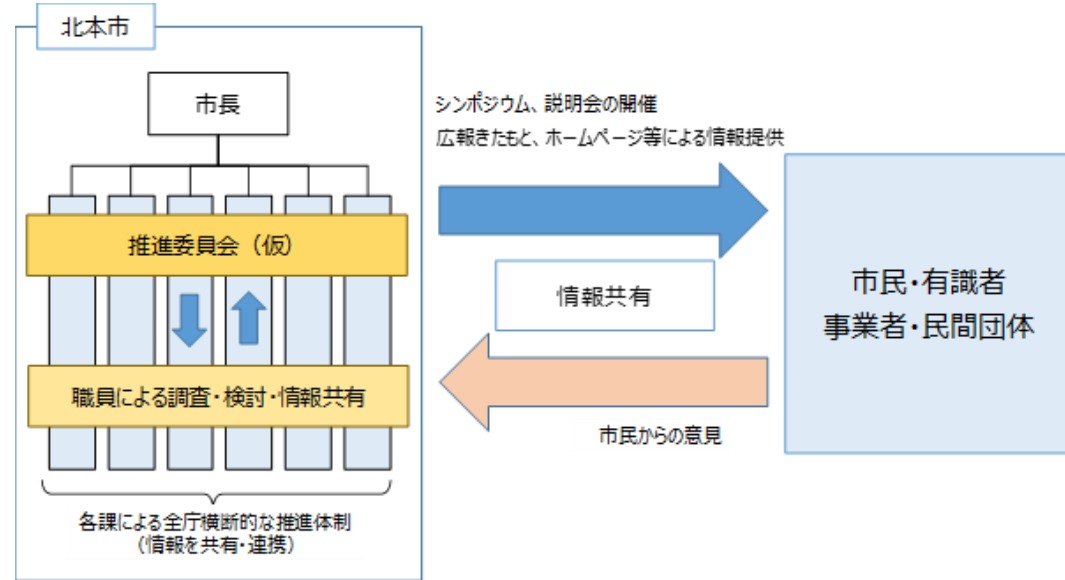 北本市
市長
シンポジウム、説明会の開催
広報きたもと、ホームページ等による情報提供
推進委員会（仮）
情報共有
市民・有識者
事業者・民間団体
職員による調査・検討・情報共有
市民からの意見
各課による全庁横断的な推進体制
（情報を共有・連携）